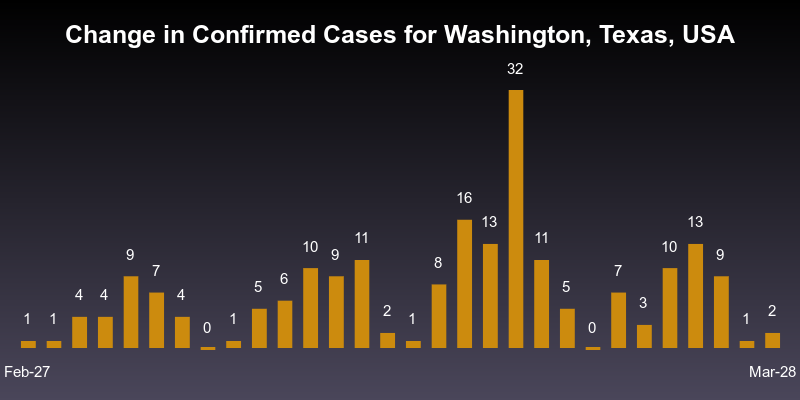 Change in Confirmed Cases for Washington, Texas, USA
1 1 4 4 9 7 4 0 1 5 6 10 9 11 2 1 8 16 13 32 11 5 0 7 3 10 13 9 1 2
Feb-27 Mar-28